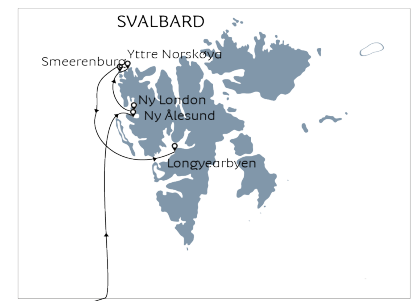 SVALBARD
Yttre Norskøya
Smeerenburg
Ny London
Ny Ålesund
Longyearbyen